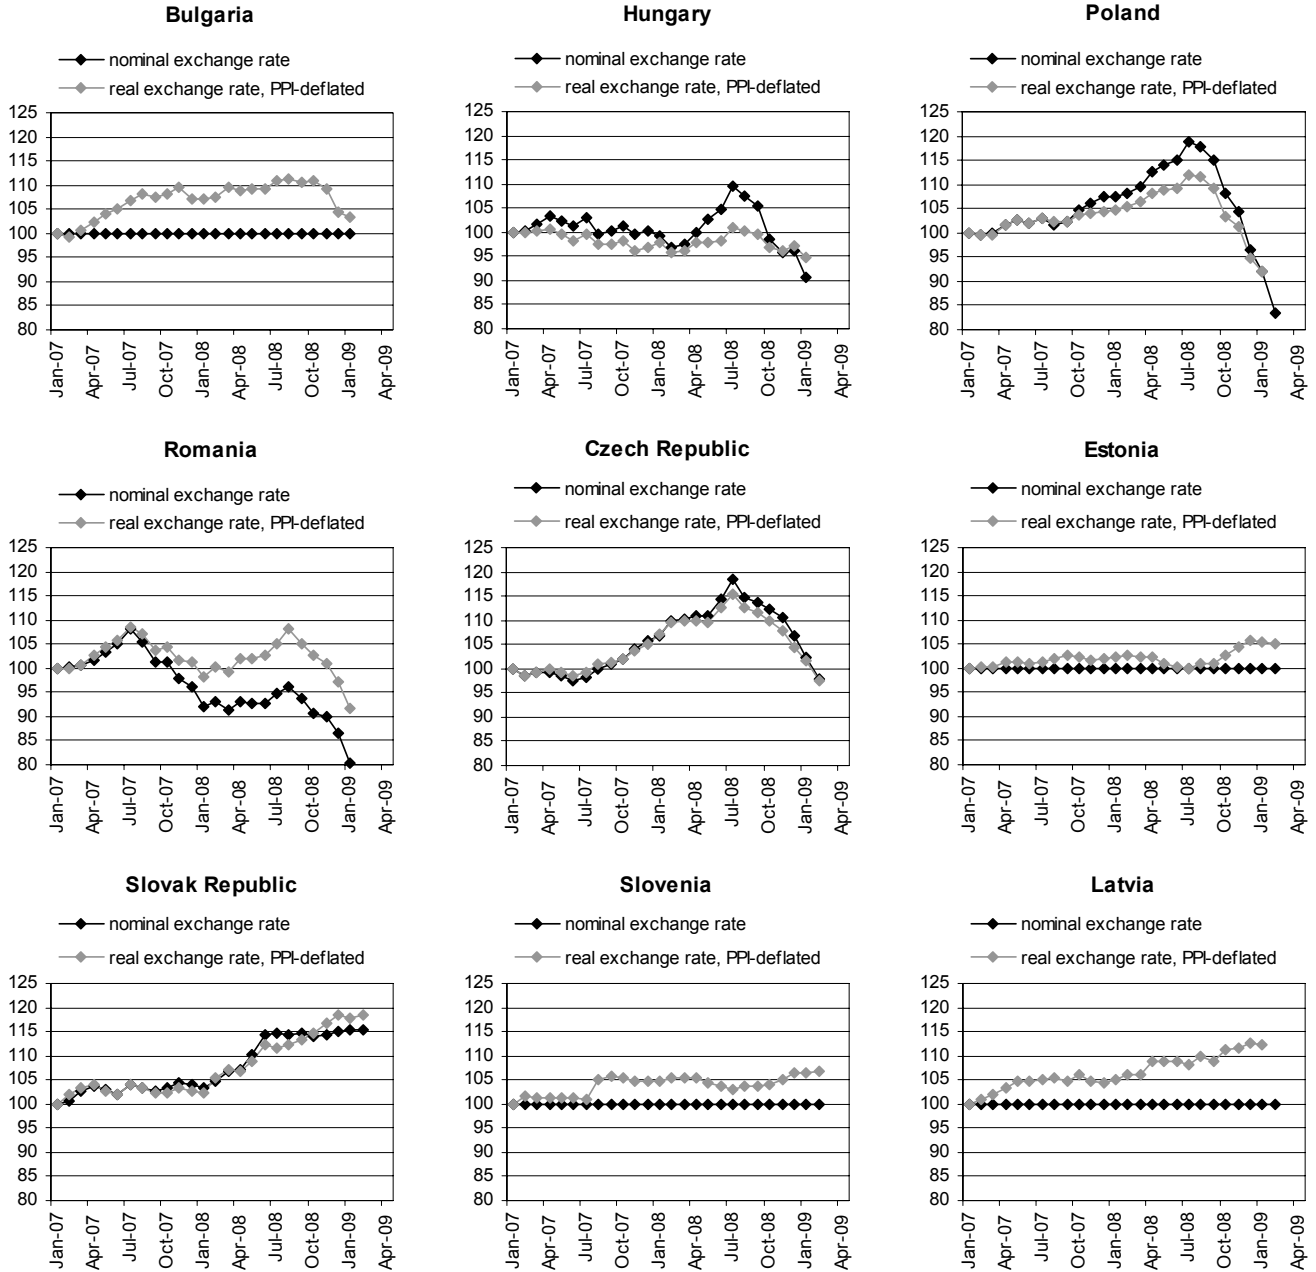 Bulgaria
nominal exchange rate
real exchange rate, PPI-deflated
125
120
115
110
105
100
95
90
85
80
Jan-07
Apr-07
Jul-07
Oct-07
Jan-08
Apr-08
Jul-08
Oct-08
Jan-09
Apr-09
Hungary
nominal exchange rate
real exchange rate, PPI-deflated
125
120
115
110
105
100
95
90
85
80
Jan-07
Apr-07
Jul-07
Oct-07
Jan-08
Apr-08
Jul-08
Oct-08
Jan-09
Apr-09
Poland
nominal exchange rate
real exchange rate, PPI-deflated
125
120
115
110
105
100
95
90
85
80
Jan-07
Apr-07
Jul-07
Oct-07
Jan-08
Apr-08
Jul-08
Oct-08
Jan-09
Apr-09
Romania
nominal exchange rate
real exchange rate, PPI-deflated
125
120
115
110
105
100
95
90
85
80
Jan-07
Apr-07
Jul-07
Oct-07
Jan-08
Apr-08
Jul-08
Oct-08
Jan-09
Apr-09
Czech Republic
nominal exchange rate
real exchange rate, PPI-deflated
125
120
115
110
105
100
95
90
85
80
Jan-07
Apr-07
Jul-07
Oct-07
Jan-08
Apr-08
Jul-08
Oct-08
Jan-09
Apr-09
Estonia
nominal exchange rate
real exchange rate, PPI-deflated
125
120
115
110
105
100
95
90
85
80
Jan-07
Apr-07
Jul-07
Oct-07
Jan-08
Apr-08
Jul-08
Oct-08
Jan-09
Apr-09
Slovak Republic
nominal exchange rate
real exchange rate, PPI-deflated
125
120
115
110
105
100
95
90
85
80
Jan-07
Apr-07
Jul-07
Oct-07
Jan-08
Apr-08
Jul-08
Oct-08
Jan-09
Apr-09
Slovenia
nominal exchange rate
real exchange rate, PPI-deflated
125
120
115
110
105
100
95
90
85
80
Jan-07
Apr-07
Jul-07
Oct-07
Jan-08
Apr-08
Jul-08
Oct-08
Jan-09
Apr-09
Latvia
nominal exchange rate
real exchange rate, PPI-deflated
125
120
115
110
105
100
95
90
85
80
Jan-07
Apr-07
Jul-07
Oct-07
Jan-08
Apr-08
Jul-08
Oct-08
Jan-09
Apr-09